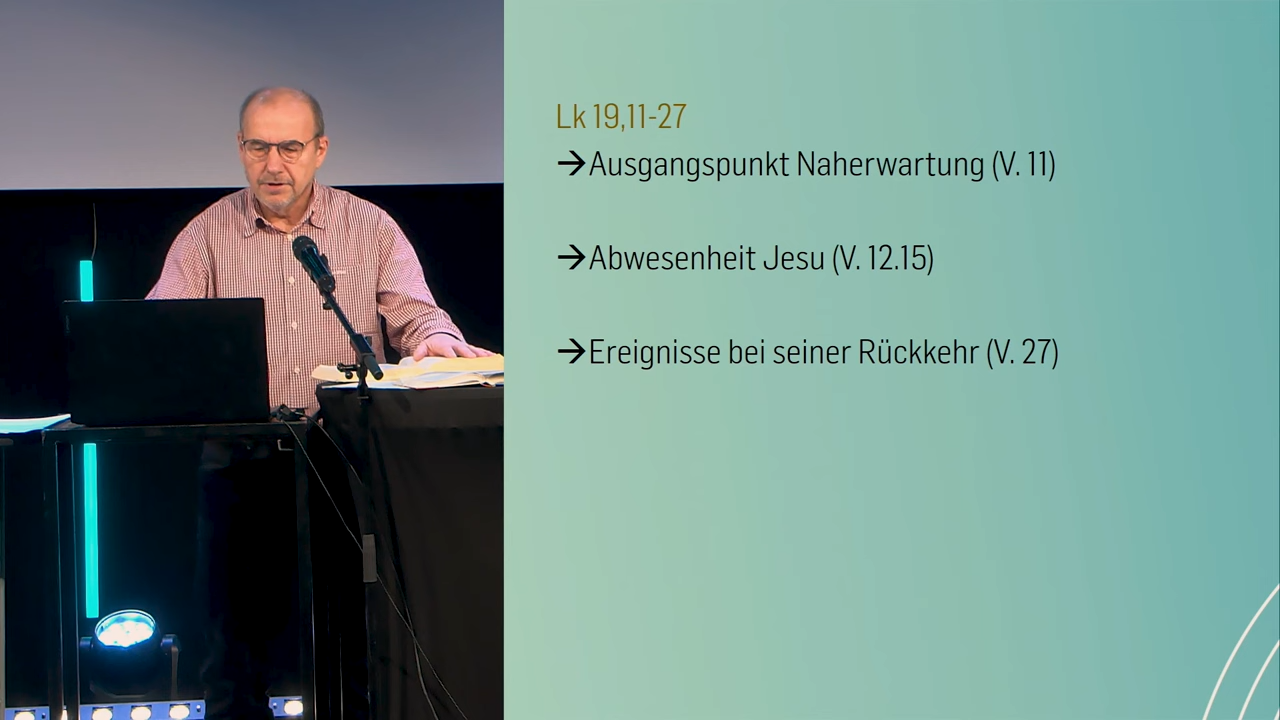 Lk 19,11-27
→Ausgangspunkt Naherwartung (V. 11)
→Abwesenheit Jesu (V. 12.15)
→Ereignisse bei seiner Rückkehr (V. 27)